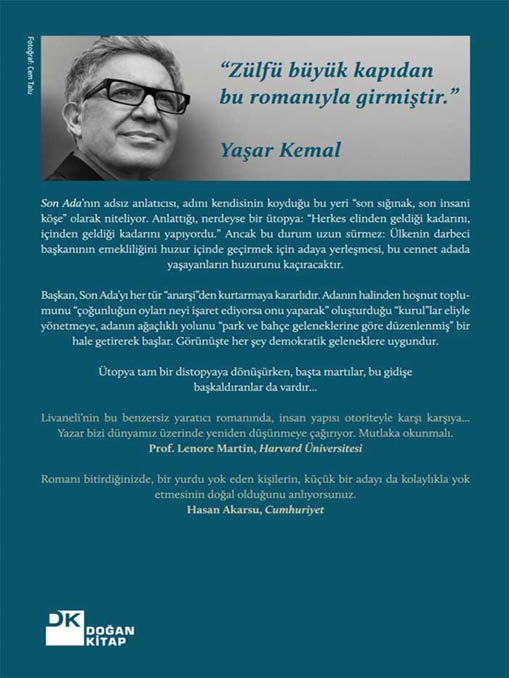 Fotoğraf: Cem Talu
“Zülfü büyük kapıdan
bu romanıyla girmiştir.”
Yaşar Kemal
Son Ada’nın adsız anlatıcısı, adını kendisinin koyduğu bu yeri “son sığınak, son insani
köşe” olarak niteliyor. Anlattığı, nerdeyse bir ütopya: “Herkes elinden geldiği kadarını,
içinden geldiği kadarını yapıyordu.” Ancak bu durum uzun sürmez: Ülkenin darbeci
başkanının emekliliğini huzur içinde geçirmek için adaya yerleşmesi, bu cennet adada
yaşayanların huzurunu kaçıracaktır.
Başkan, Son Ada’yı her tür “anarşi”den kurtarmaya kararlıdır. Adanın halinden hoşnut toplu-
munu “çoğunluğun oyları neyi işaret ediyorsa onu yaparak” oluşturduğu “kurul”lar eliyle
yönetmeye, adanın ağaçlıklı yolunu “park ve bahçe geleneklerine göre düzenlenmiş” bir
hale getirerek başlar. Görünüşte her şey demokratik geleneklere uygundur.
Ütopya tam bir distopyaya dönüşürken, başta martılar, bu gidişe
başkaldıranlar da vardır...
Livaneli’nin bu benzersiz yaratıcı romanında, insan yapısı otoriteyle karşı karşıya...
Yazar bizi dünyamız üzerinde yeniden düşünmeye çağırıyor. Mutlaka okunmalı.
Prof. Lenore Martin, Harvard Üniversitesi
Romanı bitirdiğinizde, bir yurdu yok eden kişilerin, küçük bir adayı da kolaylıkla yok
etmesinin doğal olduğunu anlıyorsunuz.
Hasan Akarsu, Cumhuriyet
DK
DOĞAN
KİTAP